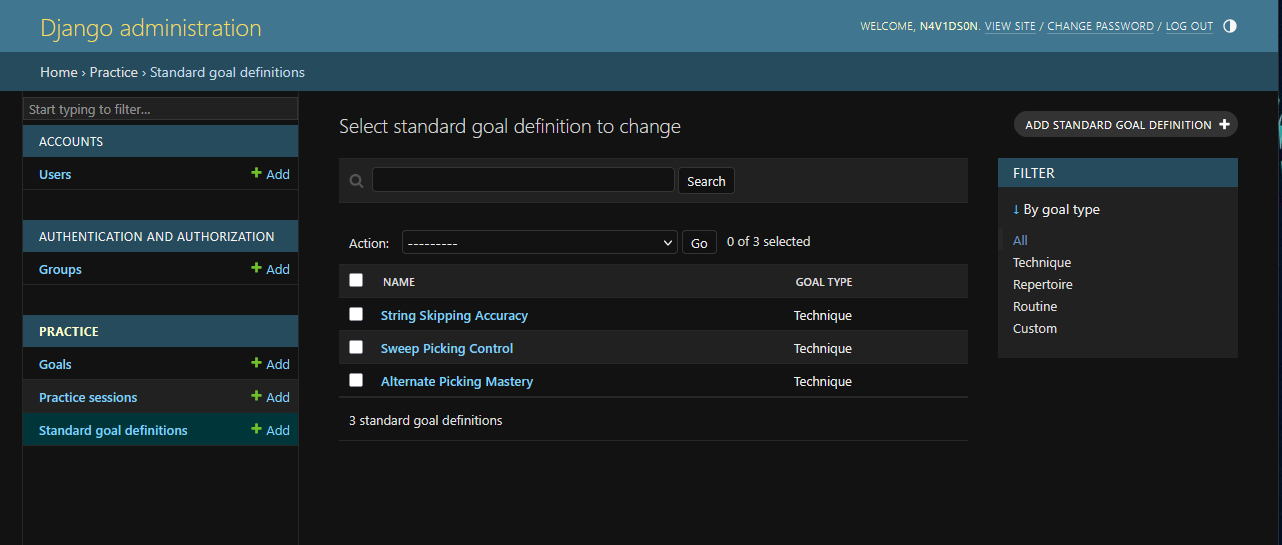 Django administration
WELCOME, N4V1DS0N. VIEW SITE / CHANGE PASSWORD / LOG OUT
Home › Practice › Standard goal definitions
Start typing to filter...
ACCOUNTS
Users Add
AUTHENTICATION AND AUTHORIZATION
Groups Add
PRACTICE
Goals Add
Practice sessions Add
Standard goal definitions Add
Select standard goal definition to change
ADD STANDARD GOAL DEFINITION
Search
Action: --------- Go 0 of 3 selected
NAME GOAL TYPE
String Skipping Accuracy Technique
Sweep Picking Control Technique
Alternate Picking Mastery Technique
3 standard goal definitions
FILTER
↓ By goal type
All
Technique
Repertoire
Routine
Custom